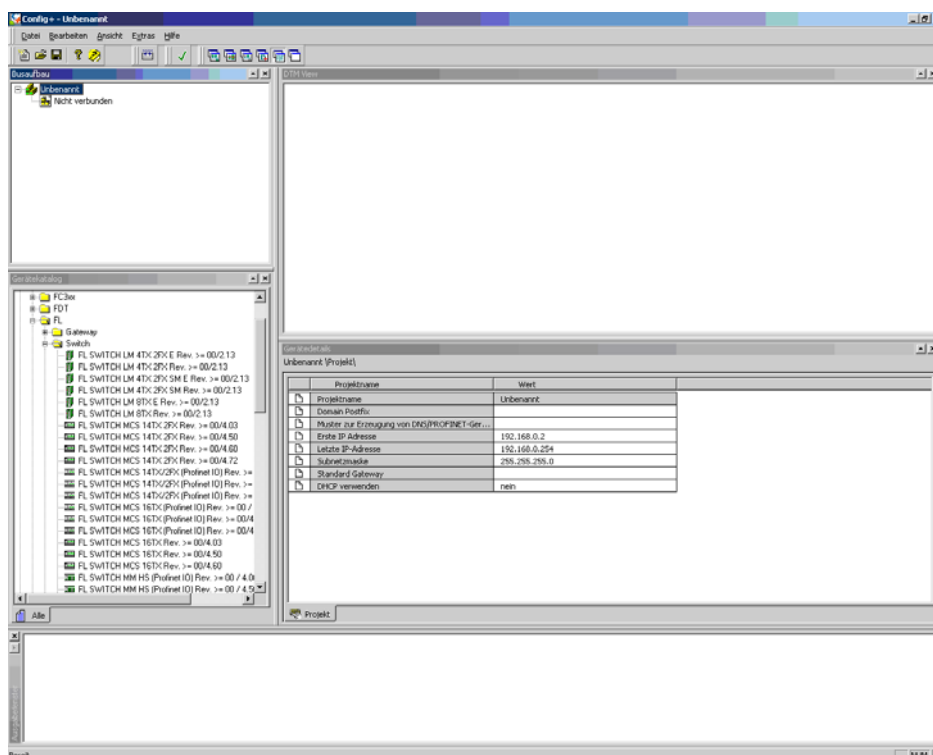 Config+ - Unbenannt
Datei Bearbeiten Ansicht Extras Hilfe
Busaufbau
Unbenannt
Nicht verbunden
DTM View
Gerätekatalog
FC3xx
FDT
FL
Gateway
Switch
FL SWITCH LM 4TX 2FX E Rev. >= 00/2.13
FL SWITCH LM 4TX 2FX Rev. >= 00/2.13
FL SWITCH LM 4TX 2FX SM E Rev. >= 00/2.13
FL SWITCH LM 4TX 2FX SM Rev. >= 00/2.13
FL SWITCH LM 8TX E Rev. >= 00/2.13
FL SWITCH LM 8TX Rev. >= 00/2.13
FL SWITCH MCS 14TX 2FX Rev. >= 00/4.03
FL SWITCH MCS 14TX 2FX Rev. >= 00/4.50
FL SWITCH MCS 14TX 2FX Rev. >= 00/4.60
FL SWITCH MCS 14TX 2FX Rev. >= 00/4.72
FL SWITCH MCS 14TX/2FX (Profinet IO) Rev. >=
FL SWITCH MCS 14TX/2FX (Profinet IO) Rev. >=
FL SWITCH MCS 14TX/2FX (Profinet IO) Rev. >=
FL SWITCH MCS 16TX (Profinet IO) Rev. >= 00 /
FL SWITCH MCS 16TX (Profinet IO) Rev. >= 00/4
FL SWITCH MCS 16TX (Profinet IO) Rev. >= 00/4
FL SWITCH MCS 16TX Rev. >= 00/4.03
FL SWITCH MCS 16TX Rev. >= 00/4.50
FL SWITCH MCS 16TX Rev. >= 00/4.60
FL SWITCH MM HS (Profinet IO) Rev. >= 00 / 4.0
FL SWITCH MM HS (Profinet IO) Rev. >= 00 / 4.5
Alle
Gerätedetails
Unbenannt \Projekt\
Projektname Wert
Projektname Unbenannt
Domain Postfix
Muster zur Erzeugung von DNS/PROFINET-Ger...
Erste IP Adresse 192.168.0.2
Letzte IP-Adresse 192.168.0.254
Subnetzmaske 255.255.255.0
Standard Gateway
DHCP verwenden nein
Projekt